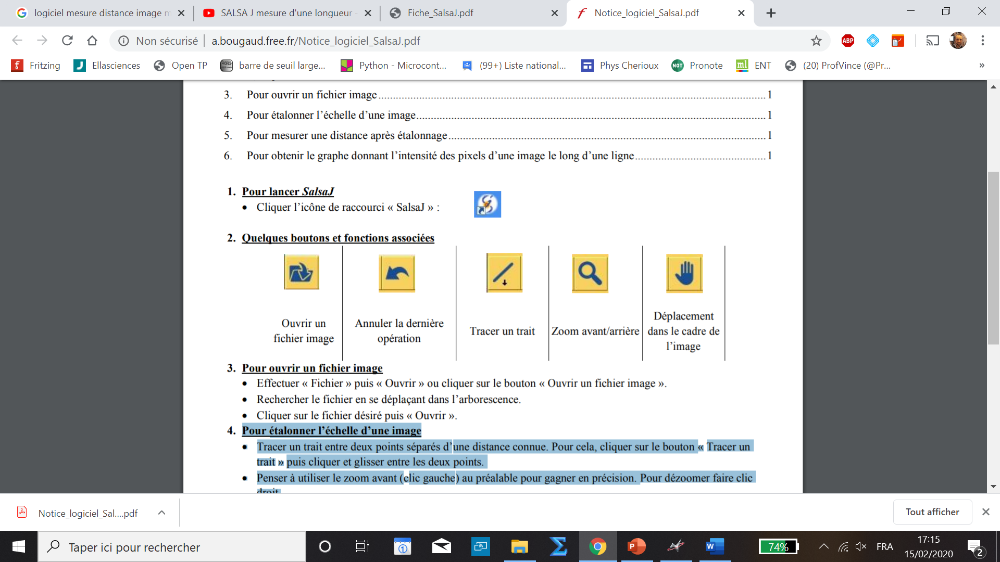 logiciel mesure distance image m
SALSA J mesure d'une longueur -
Fiche_SalsaJ.pdf
Notice_logiciel_SalsaJ.pdf
Non sécurisé | a.bougaud.free.fr/Notice_logiciel_SalsaJ.pdf
ABP
Fritzing
Ellasciences
Open TP
barre de seuil large...
Python - Microcont...
(99+) Liste national...
Phys Cherioux
NOT
Pronote
ml
ENT
(20) ProfVince (@Pr...
»
3. Pour ouvrir un fichier image 1
4. Pour étalonner l’échelle d’une image 1
5. Pour mesurer une distance après étalonnage 1
6. Pour obtenir le graphe donnant l’intensité des pixels d’une image le long d’une ligne 1
1. Pour lancer SalsaJ
• Cliquer l’icône de raccourci « SalsaJ » :
2. Quelques boutons et fonctions associées
Ouvrir un
fichier image
Annuler la dernière
opération
Tracer un trait
Zoom avant/arrière
Déplacement
dans le cadre de
l’image
3. Pour ouvrir un fichier image
• Effectuer « Fichier » puis « Ouvrir » ou cliquer sur le bouton « Ouvrir un fichier image ».
• Rechercher le fichier en se déplaçant dans l’arborescence.
• Cliquer sur le fichier désiré puis « Ouvrir ».
4. Pour étalonner l’échelle d’une image
• Tracer un trait entre deux points séparés d’une distance connue. Pour cela, cliquer sur le bouton « Tracer un
trait » puis cliquer et glisser entre les deux points.
• Penser à utiliser le zoom avant (clic gauche) au préalable pour gagner en précision. Pour dézoomer faire clic
droit.
Notice_logiciel_Sal....pdf
Tout afficher
Taper ici pour rechercher
74%
FRA
17:15
15/02/2020
2